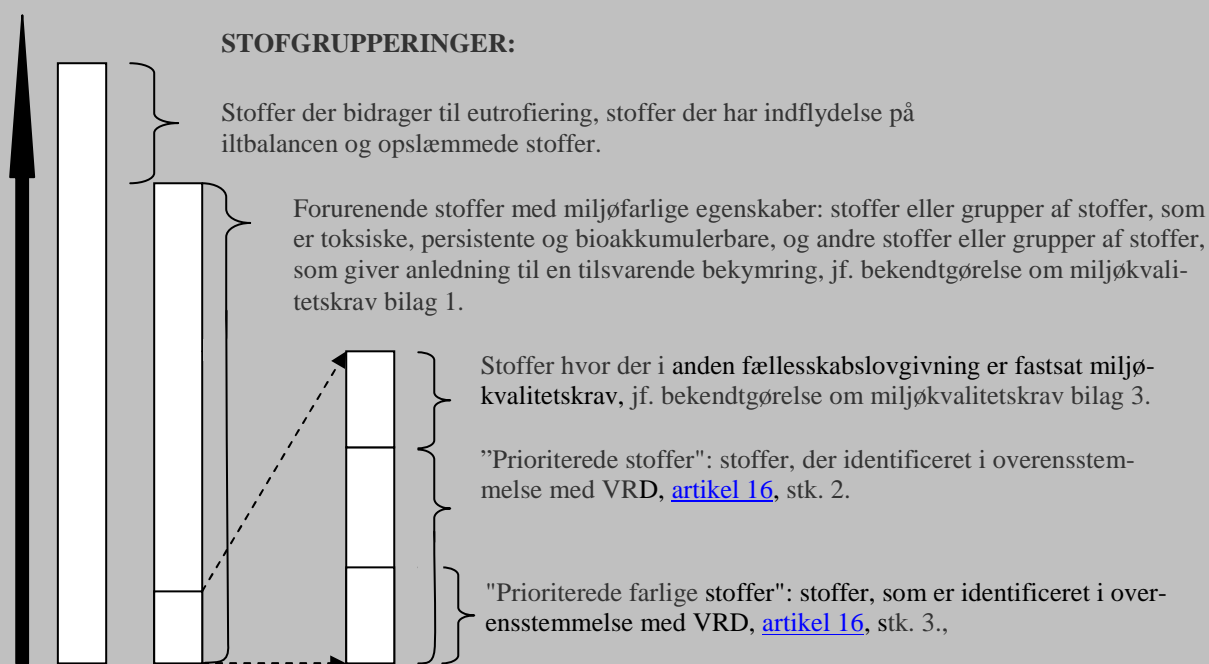 STOFGRUPPERINGER:
Stoffer der bidrager til eutrofiering, stoffer der har indflydelse på
iltbalancen og opslæmmede stoffer.
Forurenende stoffer med miljøfarlige egenskaber: stoffer eller grupper af stoffer, som
er toksiske, persistente og bioakkumulerbare, og andre stoffer eller grupper af stoffer,
som giver anledning til en tilsvarende bekymring, jf. bekendtgørelse om miljøkvali-
tetskrav bilag 1.
Stoffer hvor der i anden fællesskabslovgivning er fastsat miljø-
kvalitetskrav, jf. bekendtgørelse om miljøkvalitetskrav bilag 3.
”Prioriterede stoffer": stoffer, der identificeret i overensstem-
melse med VRD, artikel 16, stk. 2.
"Prioriterede farlige stoffer": stoffer, som er identificeret i over-
ensstemmelse med VRD, artikel 16, stk. 3.,